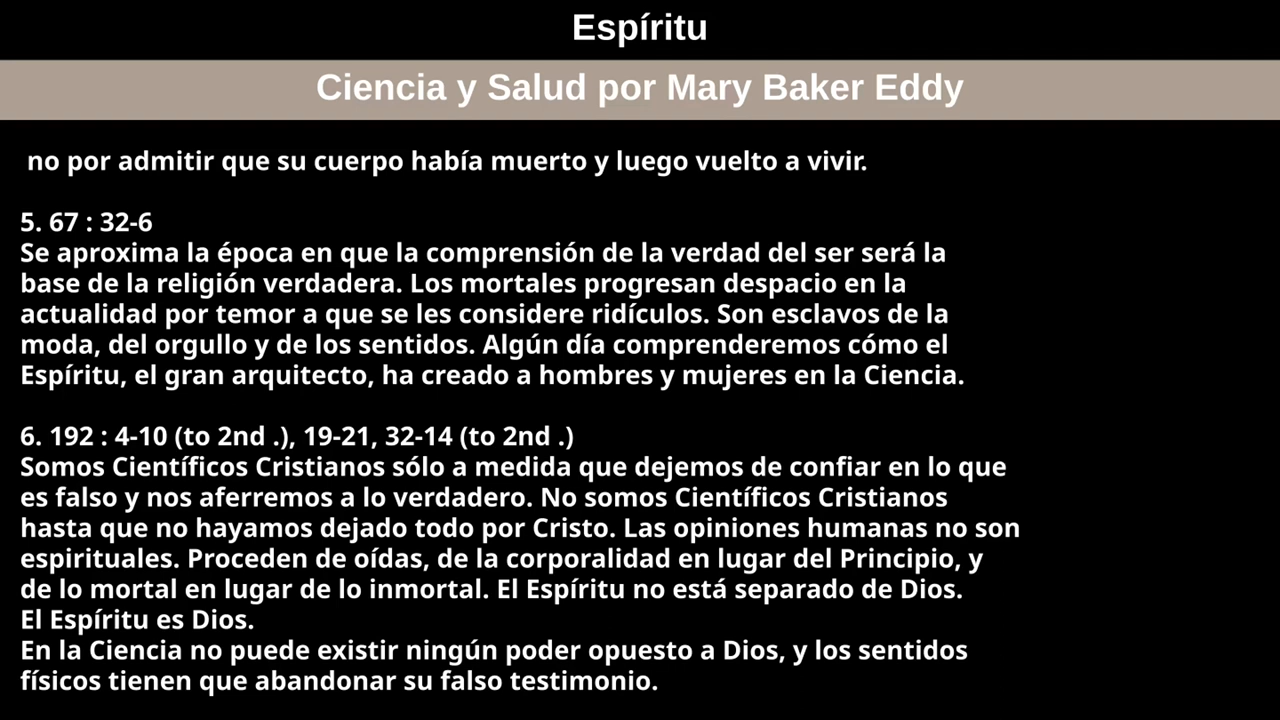 Espíritu
Ciencia y Salud por Mary Baker Eddy
no por admitir que su cuerpo había muerto y luego vuelto a vivir.
5. 67 : 32-6
Se aproxima la época en que la comprensión de la verdad del ser será la
base de la religión verdadera. Los mortales progresan despacio en la
actualidad por temor a que se les considere ridículos. Son esclavos de la
moda, del orgullo y de los sentidos. Algún día comprenderemos cómo el
Espíritu, el gran arquitecto, ha creado a hombres y mujeres en la Ciencia.
6. 192 : 4-10 (to 2nd .), 19-21, 32-14 (to 2nd .)
Somos Científicos Cristianos sólo a medida que dejemos de confiar en lo que
es falso y nos aferremos a lo verdadero. No somos Científicos Cristianos
hasta que no hayamos dejado todo por Cristo. Las opiniones humanas no son
espirituales. Proceden de oídas, de la corporalidad en lugar del Principio, y
de lo mortal en lugar de lo inmortal. El Espíritu no está separado de Dios.
El Espíritu es Dios.
En la Ciencia no puede existir ningún poder opuesto a Dios, y los sentidos
físicos tienen que abandonar su falso testimonio.